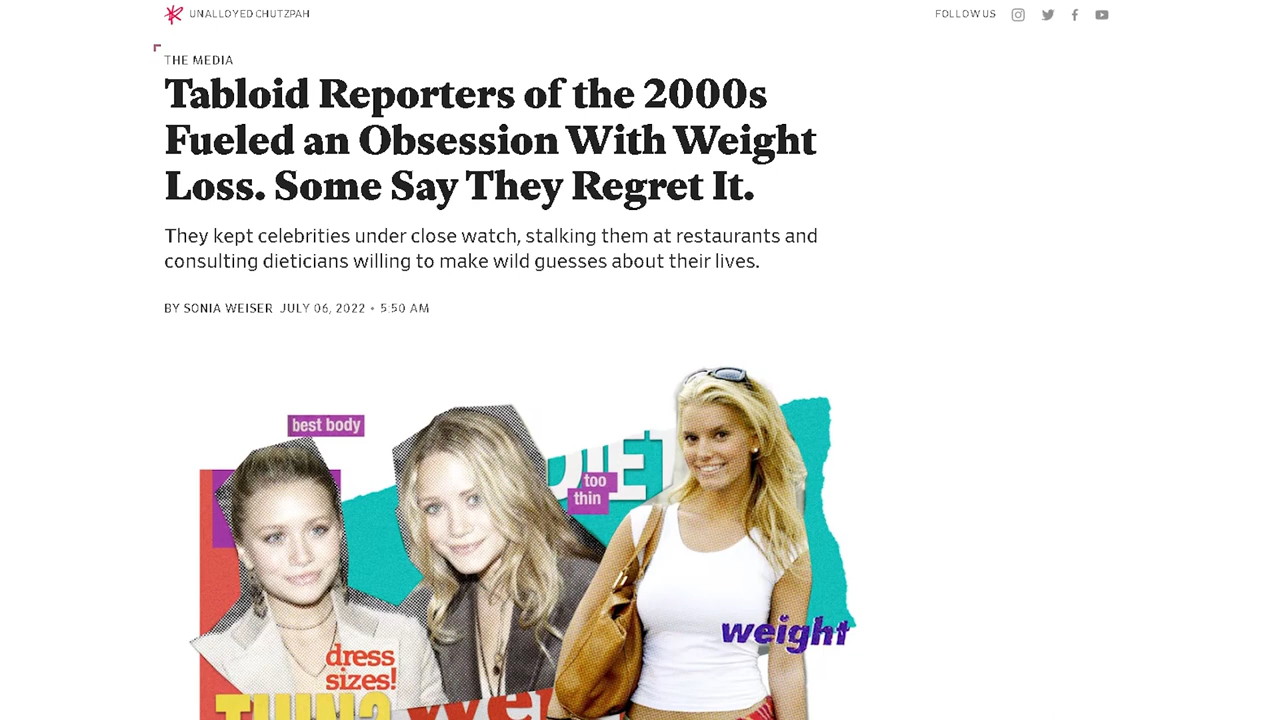 UNALLOYED CHUTZPAH
FOLLOW US
THE MEDIA
Tabloid Reporters of the 2000s
Fueled an Obsession With Weight
Loss. Some Say They Regret It.
They kept celebrities under close watch, stalking them at restaurants and
consulting dieticians willing to make wild guesses about their lives.
BY SONIA WEISER JULY 06, 2022 • 5:50 AM
best body
DIET
too
thin
weight
dress
sizes!
THIN?
We